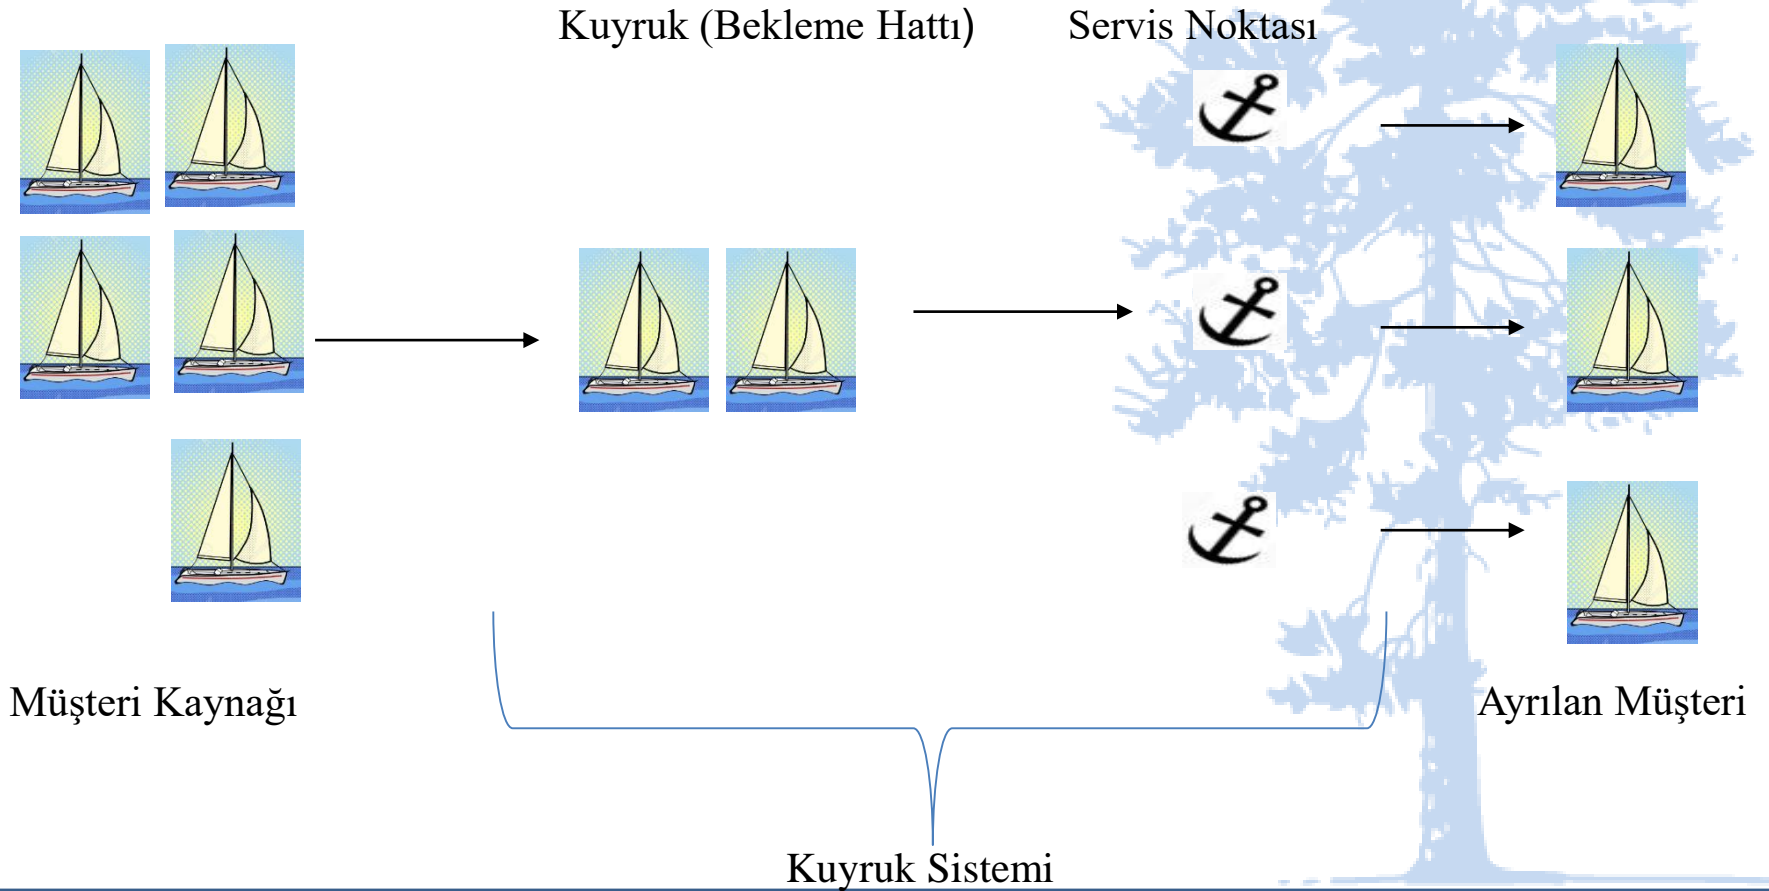 Kuyruk (Bekleme Hattı)
Servis Noktası
Müşteri Kaynağı
Ayrılan Müşteri
Kuyruk Sistemi